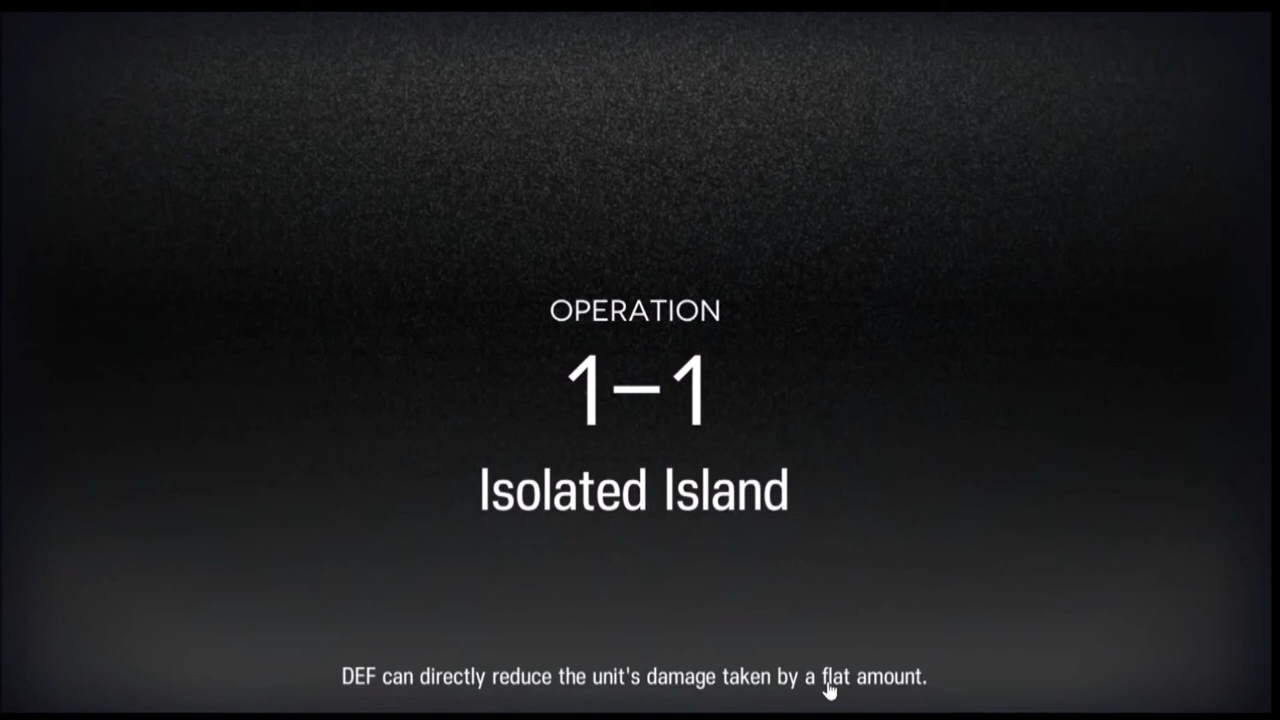 OPERATION
1-1
Isolated Island
DEF can directly reduce the unit's damage taken by a flat amount.